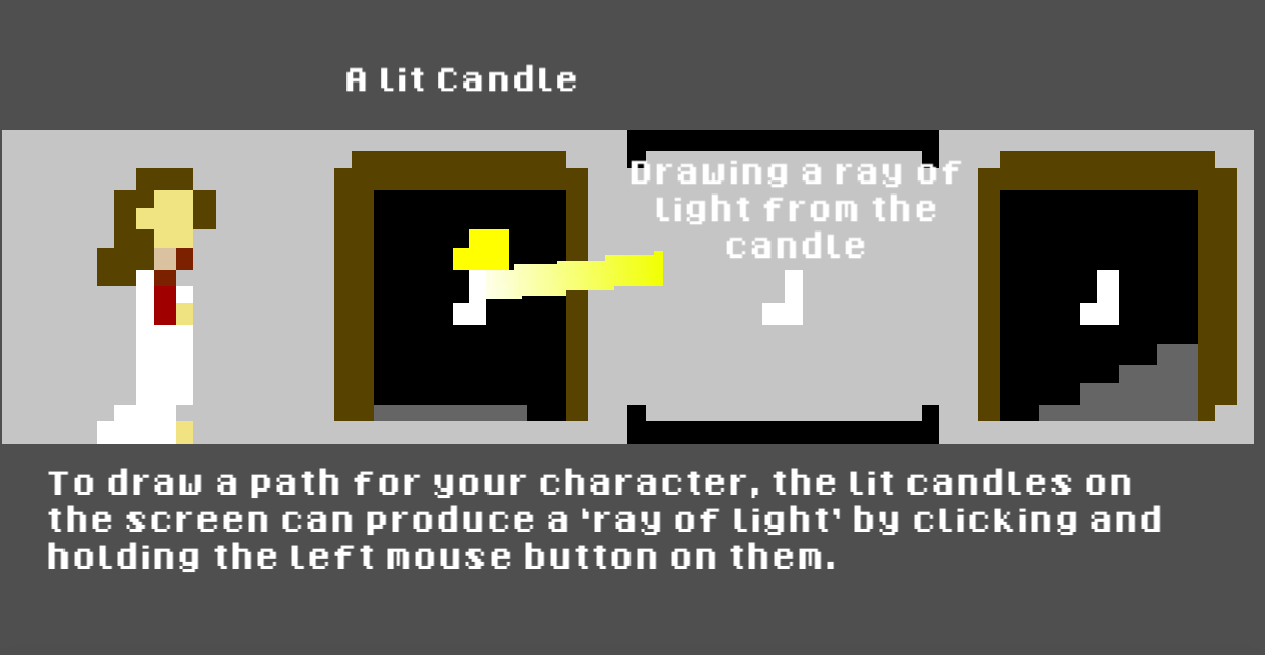 A lit Candle
Drawing a ray of
light from the
candle
To draw a path for your character, the lit candles on
the screen can produce a ‘ray of light’ by clicking and
holding the left mouse button on them.